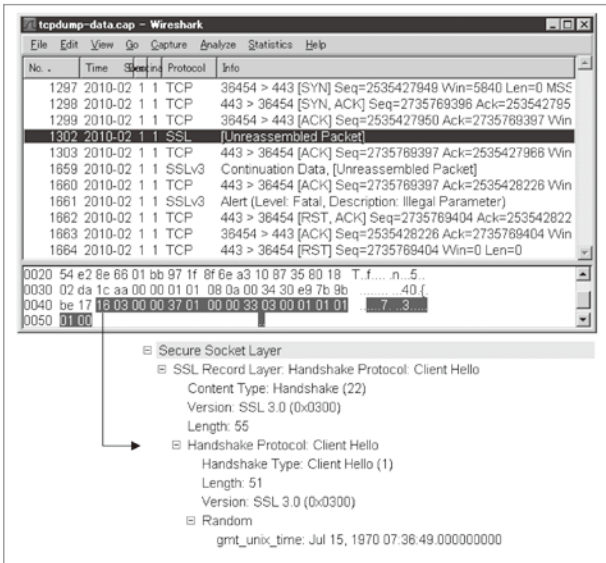 tcpdump-data.cap - Wireshark
File Edit View Go Capture Analyze Statistics Help
No. . Time Protocol Info
1297 2010-02 1 1 TCP 36454 > 443 [SYN] Seq=2535427949 Win=5840 Len=0 MSS
1298 2010-02 1 1 TCP 443 > 36454 [SYN, ACK] Seq=2735769396 Ack=253542795
1299 2010-02 1 1 TCP 36454 > 443 [ACK] Seq=2535427950 Ack=2735769397 Win
1302 2010-02 1 1 SSL [Unreassembled Packet]
1303 2010-02 1 1 TCP 443 > 36454 [ACK] Seq=2735769397 Ack=2535427966 Win
1659 2010-02 1 1 SSLv3 Continuation Data, [Unreassembled Packet]
1660 2010-02 1 1 TCP 443 > 36454 [ACK] Seq=2735769397 Ack=2535428226 Win
1661 2010-02 1 1 SSLv3 Alert (Level: Fatal, Description: Illegal Parameter)
1662 2010-02 1 1 TCP 443 > 36454 [RST, ACK] Seq=2735769404 Ack=253542822
1663 2010-02 1 1 TCP 36454 > 443 [ACK] Seq=2535428226 Ack=2735769404 Win
1664 2010-02 1 1 TCP 443 > 36454 [RST] Seq=2735769404 Win=0 Len=0
0020 54 e2 8e 66 01 bb 97 1f 8f 6e a3 10 87 35 80 18 T..f..... .n...5..
0030 02 da 1c aa 00 00 01 01 08 0a 00 34 30 e9 7b 9b ........ ...40.{.
0040 be 17 16 03 00 00 37 01 00 00 33 03 00 01 01 01 ......7. ..3.....
0050 01 00 ..
Secure Socket Layer
SSL Record Layer: Handshake Protocol: Client Hello
Content Type: Handshake (22)
Version: SSL 3.0 (0x0300)
Length: 55
Handshake Protocol: Client Hello
Handshake Type: Client Hello (1)
Length: 51
Version: SSL 3.0 (0x0300)
Random
gmt_unix_time: Jul 15, 1970 07:36:49.000000000